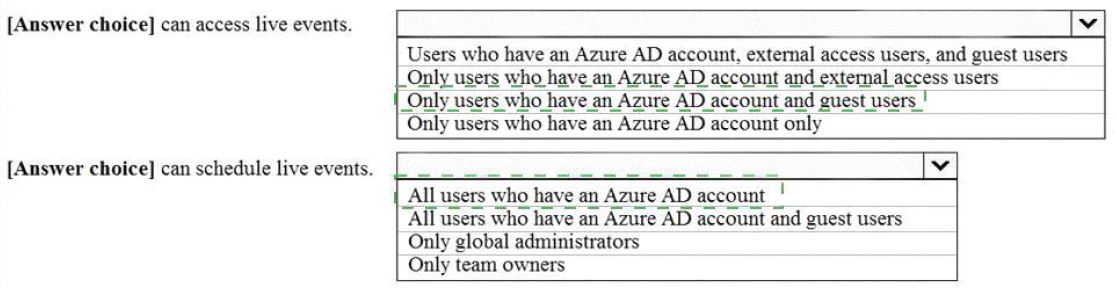 [Answer choice] can access live events.
Users who have an Azure AD account, external access users, and guest users
Only users who have an Azure AD account and external access users
Only users who have an Azure AD account and guest users
Only users who have an Azure AD account only
[Answer choice] can schedule live events.
All users who have an Azure AD account
All users who have an Azure AD account and guest users
Only global administrators
Only team owners